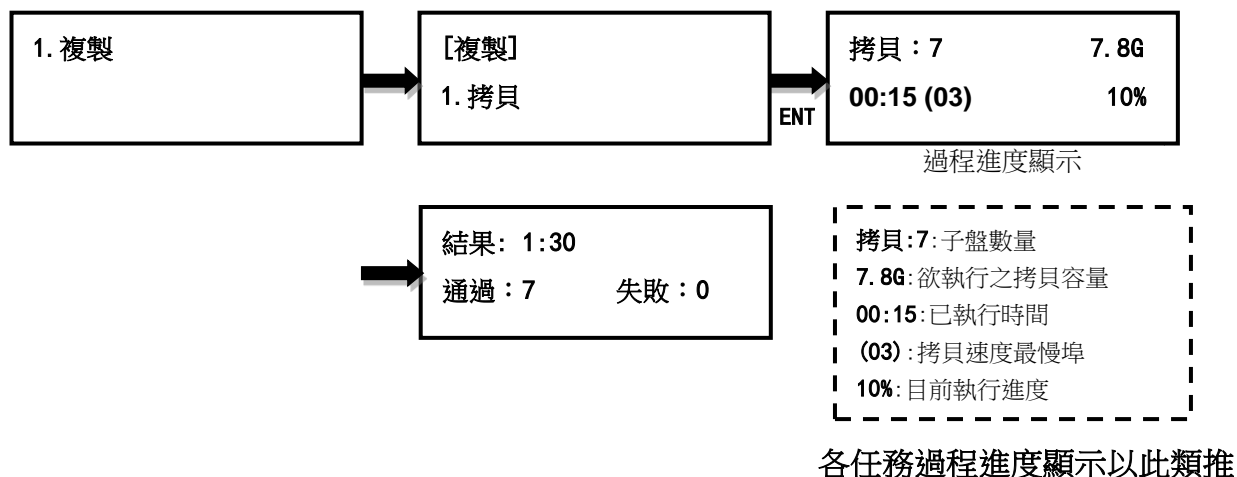 1.複製
[複製]
1.拷貝
ENT
拷貝：7 7.8G
00:15 (03) 10%
過程進度顯示
結果: 1:30
通過：7 失敗：0
拷貝:7:子盤數量
7.8G:欲執行之拷貝容量
00:15:已執行時間
(03):拷貝速度最慢埠
10%:目前執行進度
各任務過程進度顯示以此類推